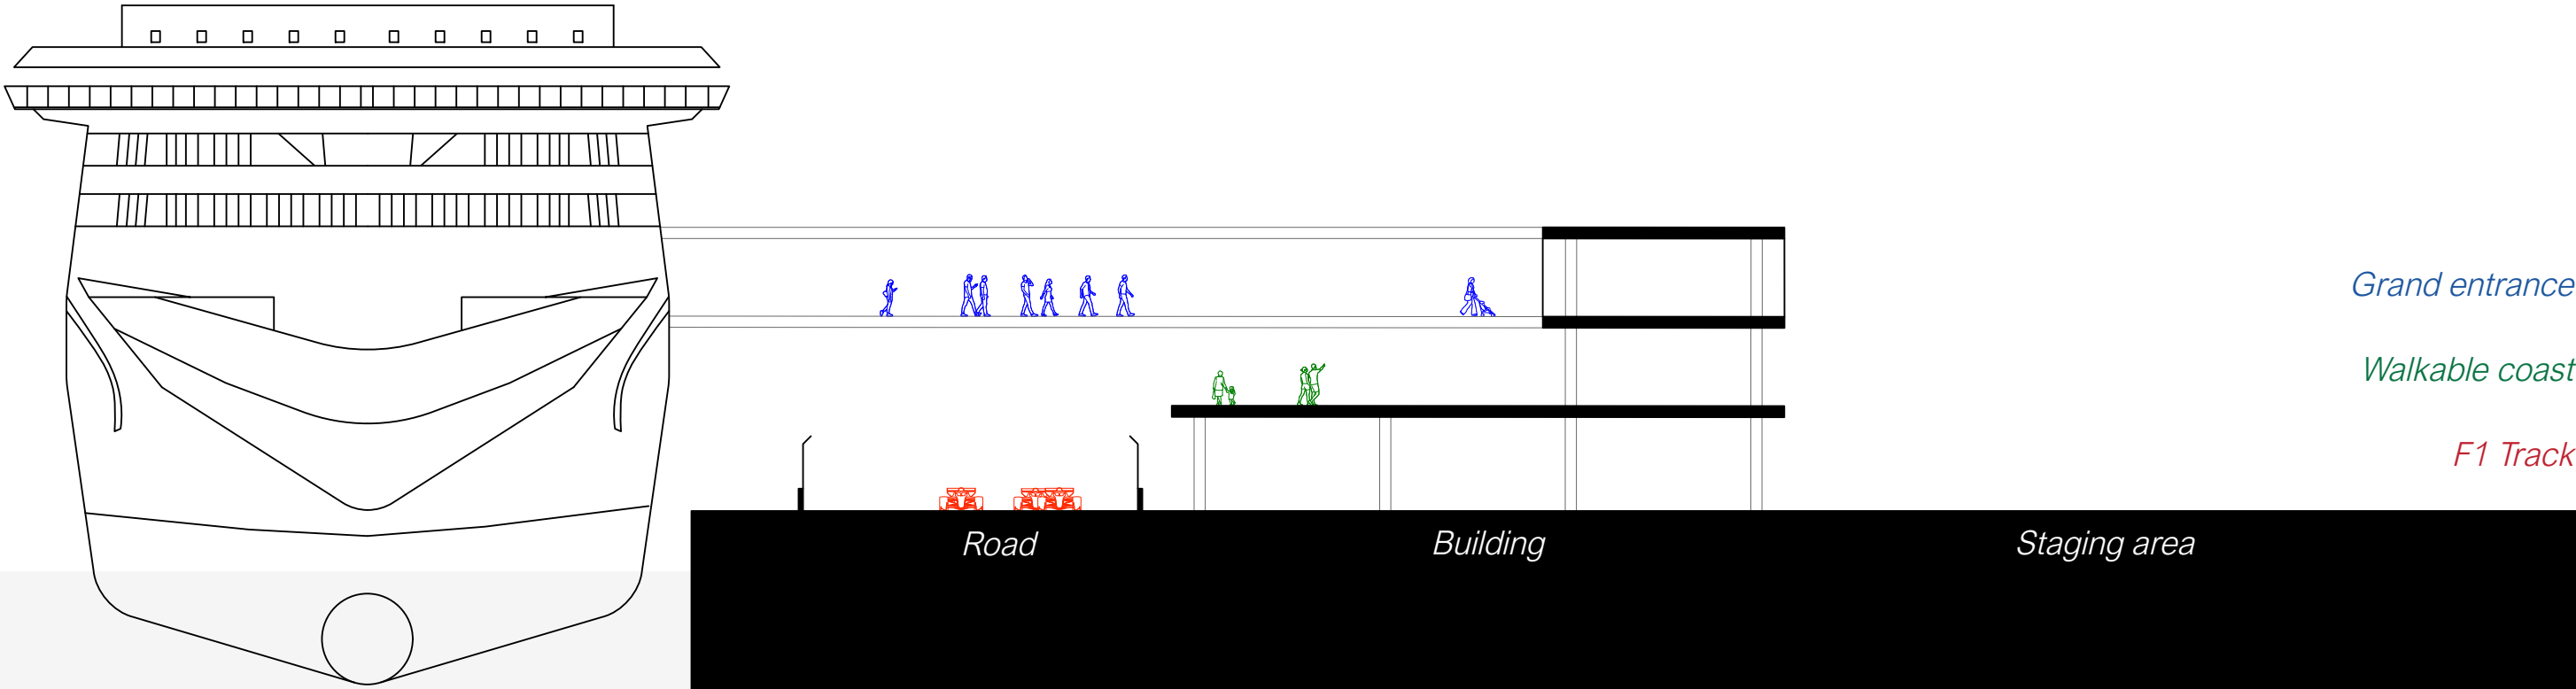 Grand entrance
Walkable coast
F1 Track
Road
Building
Staging area